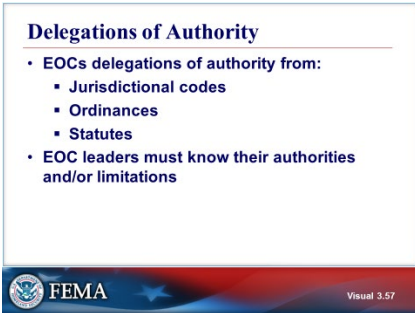 Delegations of Authority
• EOCs delegations of authority from:
▪ Jurisdictional codes
▪ Ordinances
▪ Statutes
• EOC leaders must know their authorities
and/or limitations
FEMA
Visual 3.57